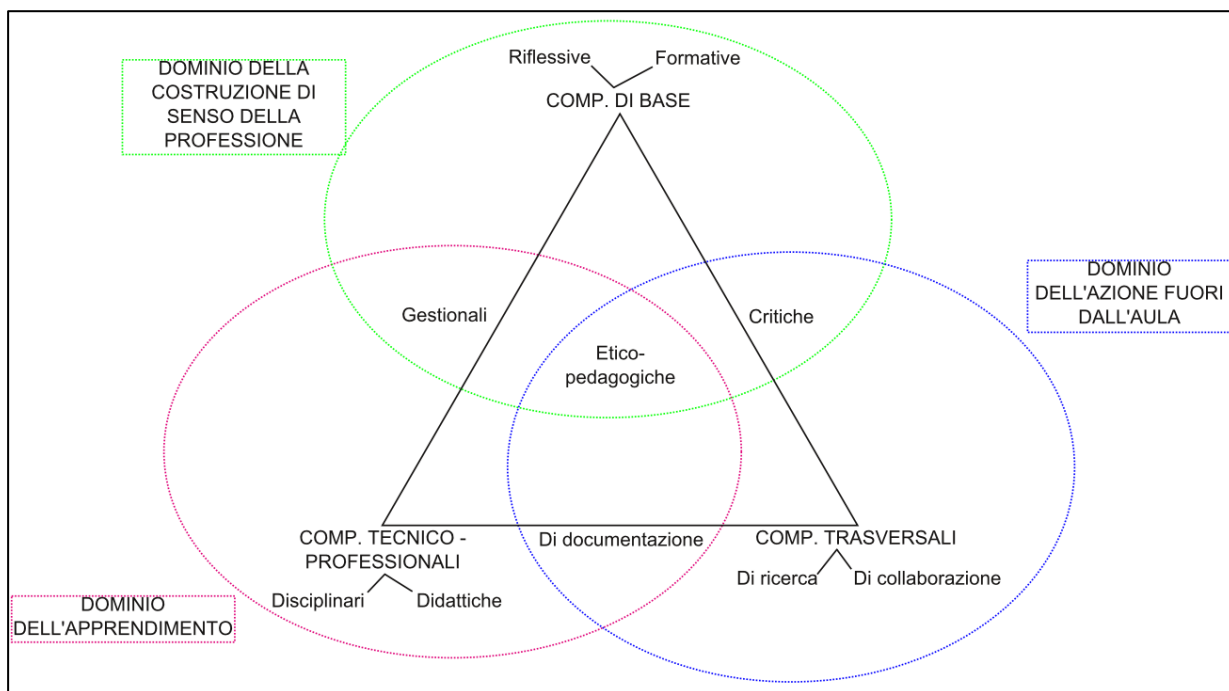 Riflessive Formative
COMP. DI BASE
DOMINIO DELLA
COSTRUZIONE DI
SENSO DELLA
PROFESSIONE
DOMINIO
DELL'AZIONE FUORI
DALL'AULA
Gestionali
Critiche
Etico-
pedagogiche
COMP. TECNICO -
PROFESSIONALI
Disciplinari Didattiche
Di documentazione
COMP. TRASVERSALI
Di ricerca Di collaborazione
DOMINIO
DELL'APPRENDIMENTO